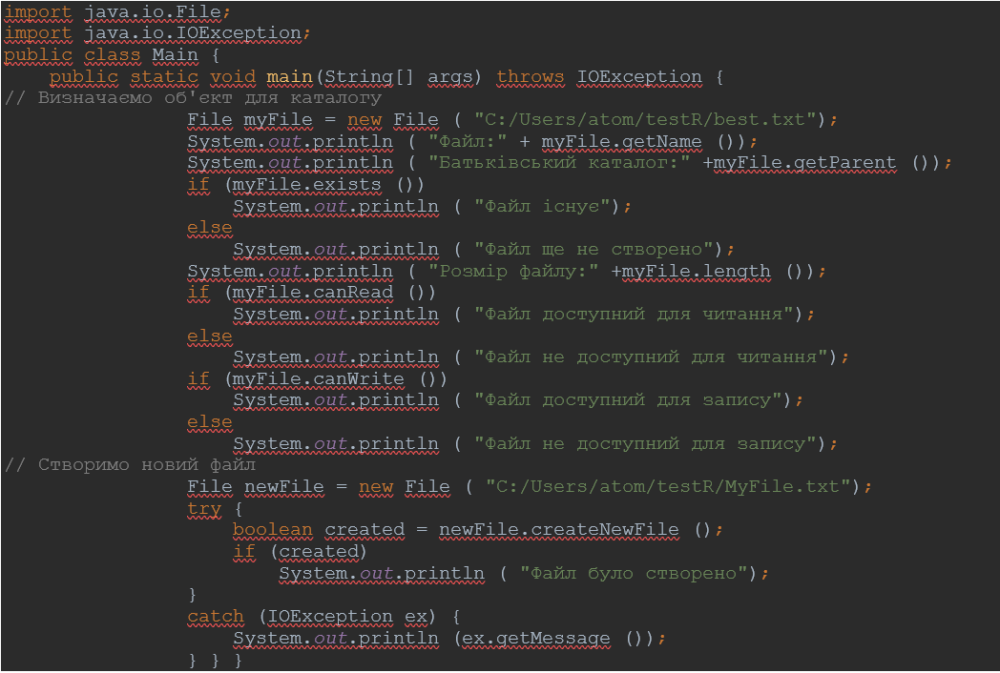 import java.io.File;
import java.io.IOException;
public class Main {
    public static void main(String[] args) throws IOException {
// Визначаємо об'єкт для каталогу
                File myFile = new File ( "C:/Users/atom/testR/best.txt");
                System.out.println ( "Файл:" + myFile.getName ());
                System.out.println ( "Батьківський каталог:" +myFile.getParent ());
                if (myFile.exists ())
                    System.out.println ( "Файл існує");
                else
                    System.out.println ( "Файл ще не створено");
                System.out.println ( "Розмір файлу:" +myFile.length ());
                if (myFile.canRead ())
                    System.out.println ( "Файл доступний для читання");
                else
                    System.out.println ( "Файл не доступний для читання");
                if (myFile.canWrite ())
                    System.out.println ( "Файл доступний для запису");
                else
                    System.out.println ( "Файл не доступний для запису");
// Створимо новий файл
                File newFile = new File ( "C:/Users/atom/testR/MyFile.txt");
                try {
                    boolean created = newFile.createNewFile ();
                    if (created)
                        System.out.println ( "Файл було створено");
                }
                catch (IOException ex) {
                    System.out.println (ex.getMessage ());
                } } }